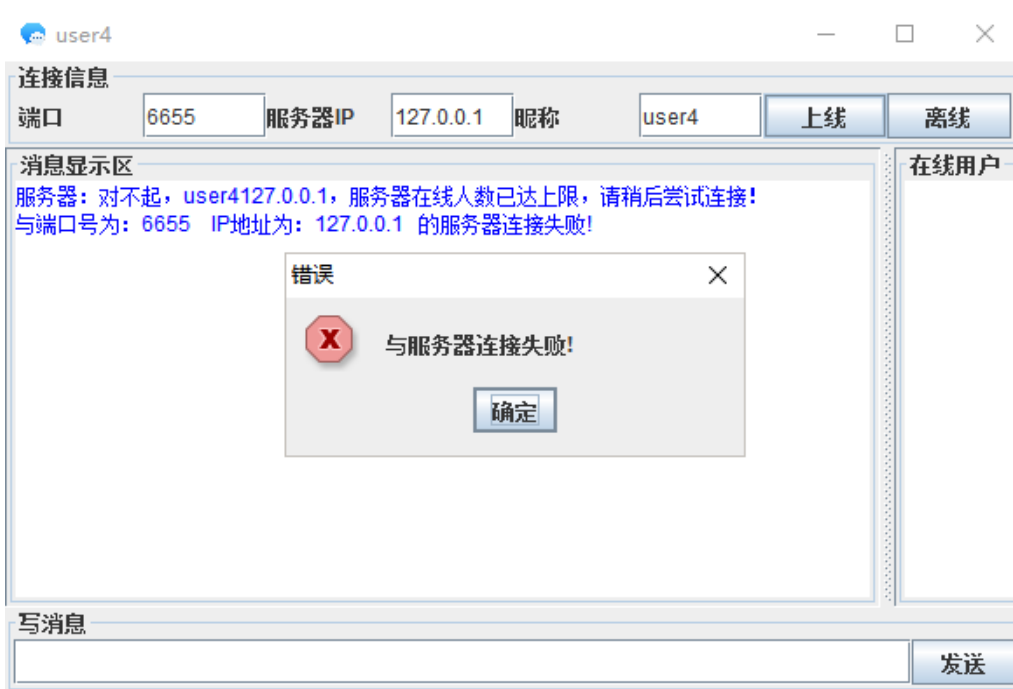 user4
连接信息
端口 6655 服务器IP 127.0.0.1 昵称 user4 上线 离线
消息显示区 在线用户
服务器：对不起，user4127.0.0.1，服务器在线人数已达上限，请稍后尝试连接！
与端口号为：6655 IP地址为：127.0.0.1 的服务器连接失败!
错误
与服务器连接失败!
确定
写消息
发送